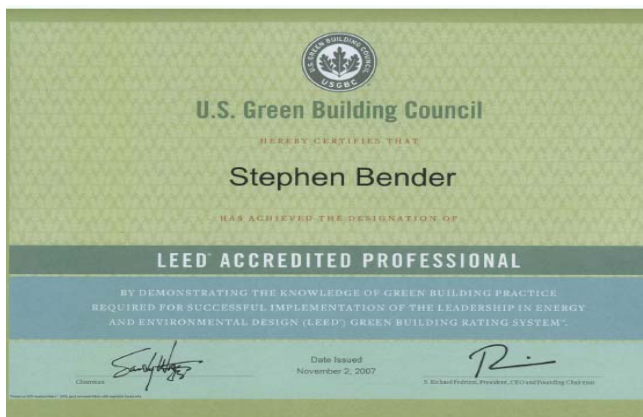 U.S. GREEN BUILDING COUNCIL
USGBC
U.S. Green Building Council
HEREBY CERTIFIES THAT
Stephen Bender
HAS ACHIEVED THE DESIGNATION OF
LEED® ACCREDITED PROFESSIONAL
BY DEMONSTRATING THE KNOWLEDGE OF GREEN BUILDING PRACTICE
REQUIRED FOR SUCCESSFUL IMPLEMENTATION OF THE LEADERSHIP IN ENERGY
AND ENVIRONMENTAL DESIGN (LEED®) GREEN BUILDING RATING SYSTEM™.
Date Issued
November 2, 2007
Chairman
S. Richard Fedrizzi, President, CEO and Founding Chairman